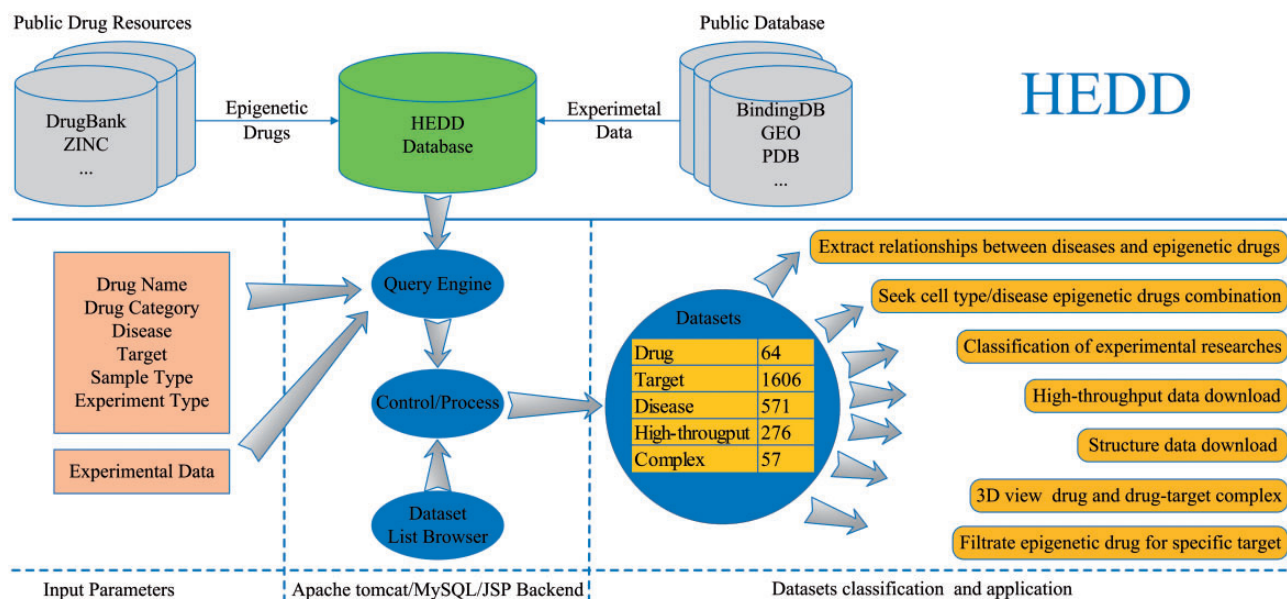 Public Drug Resources
Public Database
HEDD
DrugBank
ZINC
...
Epigenetic
Drugs
HEDD
Database
Experimetal
Data
BindingDB
GEO
PDB
...
Drug Name
Drug Category
Disease
Target
Sample Type
Experiment Type
Experimental Data
Query Engine
Control/Process
Dataset
List Browser
Datasets
Drug 64
Target 1606
Disease 571
High-througput 276
Complex 57
Extract relationships between diseases and epigenetic drugs
Seek cell type/disease epigenetic drugs combination
Classification of experimental researches
High-throughput data download
Structure data download
3D view drug and drug-target complex
Filtrate epigenetic drug for specific target
Input Parameters
Apache tomcat/MySQL/JSP Backend
Datasets classification and application